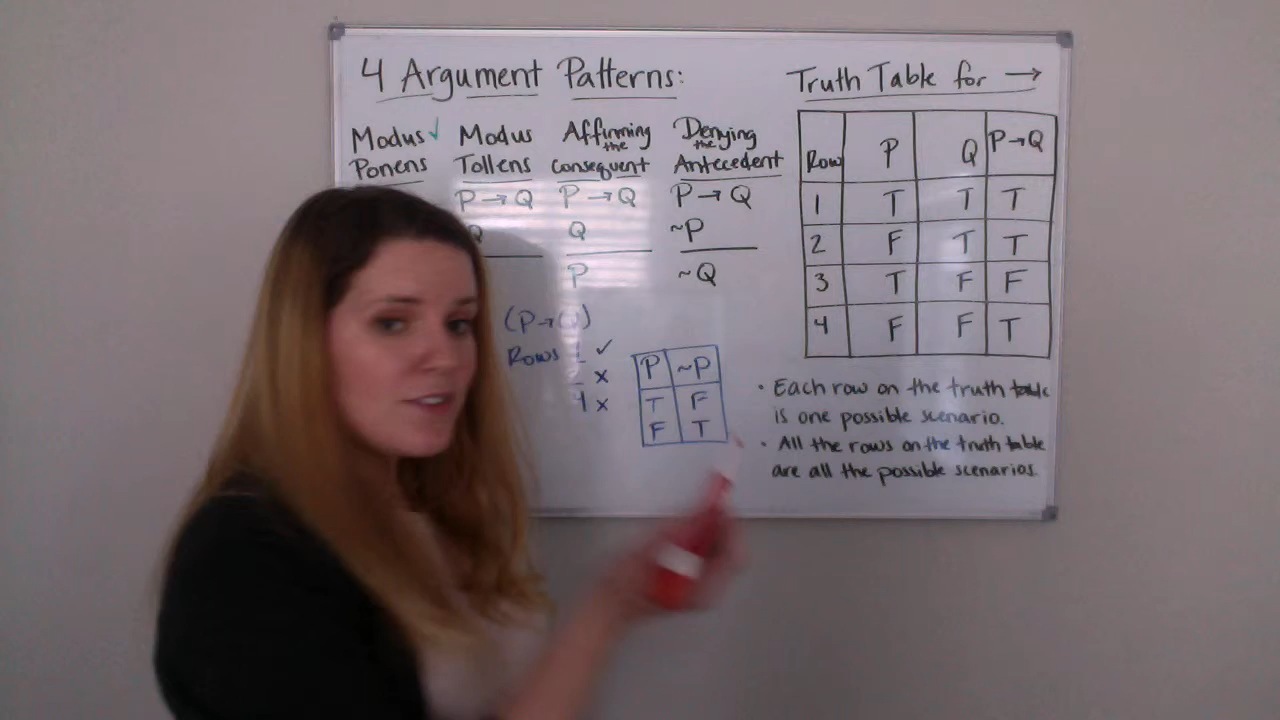 4 Argument Patterns:
Modus ✓
Ponens
Modus
Tollens
P → Q
Q
Affirming
the
Consequent
P → Q
Q
P
Denying
the
Antecedent
P → Q
~P
~Q
(P → Q)
Rows 1 ✓
x
4 x
P ~P
T F
F T
Truth Table for →
Row P Q P→Q
1 T T T
2 F T T
3 T F F
4 F F T
• Each row on the truth table
is one possible scenario.
• All the rows on the truth table
are all the possible scenarios.